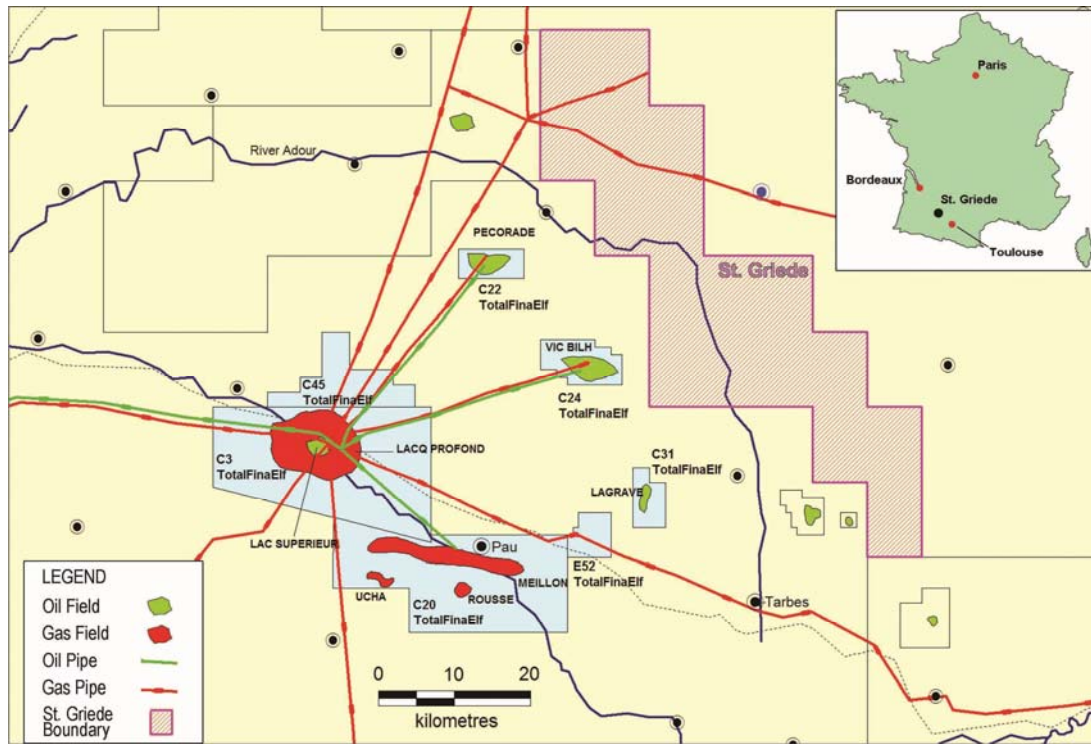 Paris
Bordeaux
St. Griede
Toulouse
River Adour
PECORADE
C22
TotalFinaElf
St. Griede
VIC BILH
C24
TotalFinaElf
C45
TotalFinaElf
LACQ PROFOND
C3
TotalFinaElf
C31
TotalFinaElf
LAGRAVE
LAC SUPERIEUR
Pau
MEILLON
E52
TotalFinaElf
UCHA
ROUSSE
C20
TotalFinaElf
Tarbes
LEGEND
Oil Field
Gas Field
Oil Pipe
Gas Pipe
St. Griede
Boundary
0 10 20
kilometres